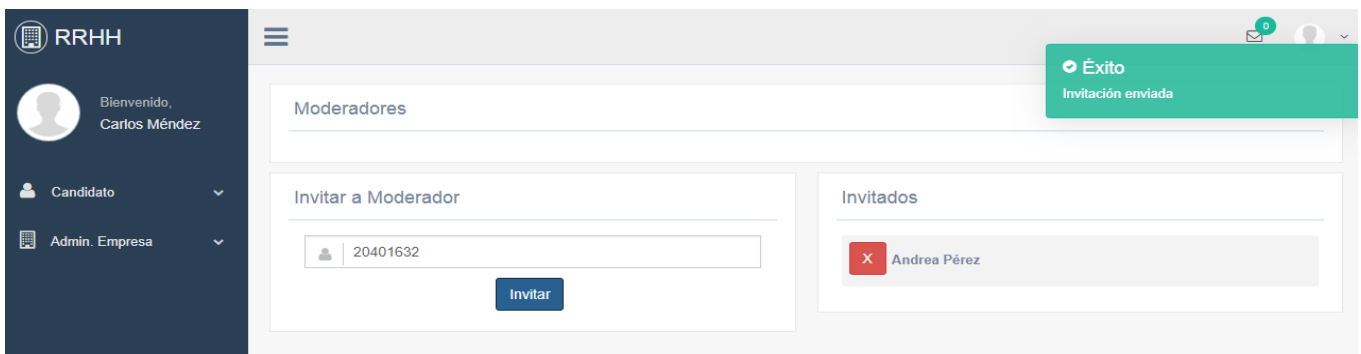 RRHH
0
Éxito
Invitación enviada
Bienvenido,
Carlos Méndez
Candidato
Admin. Empresa
Moderadores
Invitar a Moderador
20401632
Invitar
Invitados
X Andrea Pérez